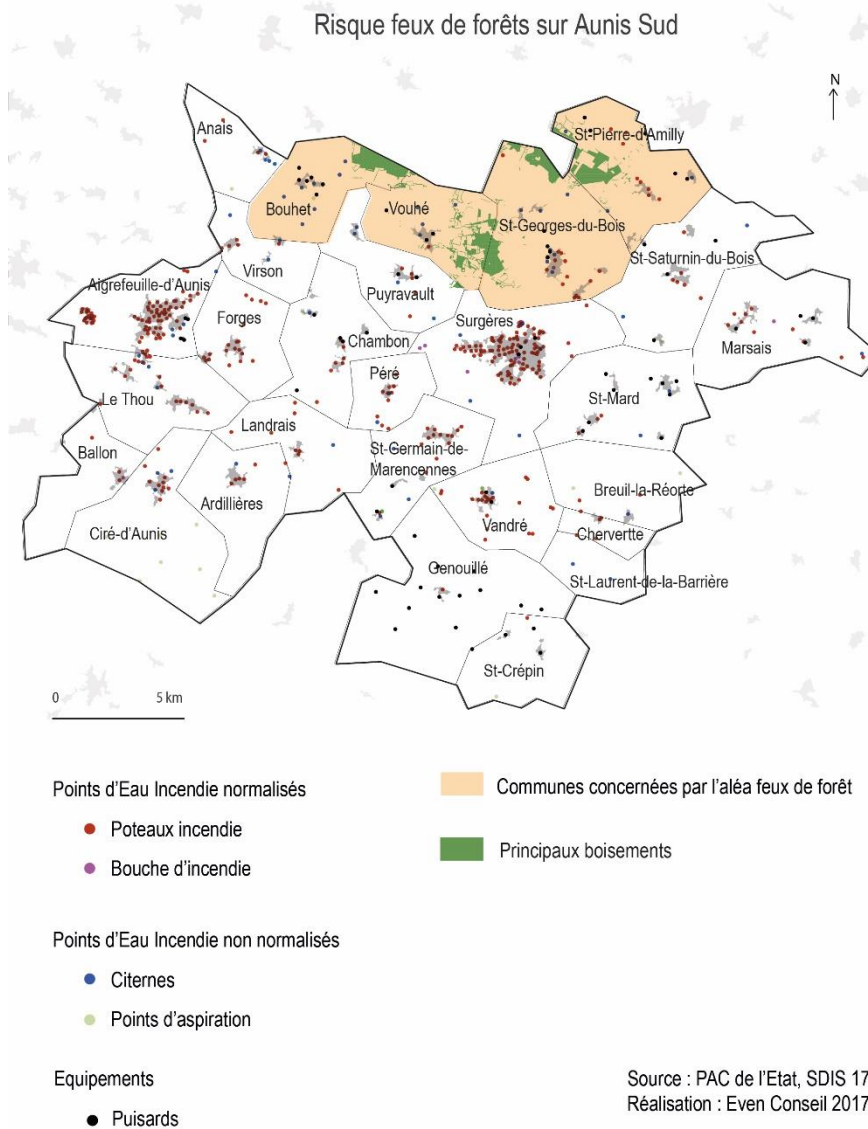 Risque feux de forêts sur Aunis Sud
N
Anais
St-Pierre-d'Amilly
Bouhet
Vouhé
St-Georges-du-Bois
St-Saturnin-du-Bois
Virson
Aigrefeuille-d'Aunis
Puyravault
Forges
Surgères
Chambon
Marsais
Péré
Le Thou
St-Mard
Landrais
Ballon
St-Germain-de-
Marencennes
Ardillières
Breuil-la-Réorte
Vandré
Ciré-d'Aunis
Chervertte
Genouillé
St-Laurent-de-la-Barrière
St-Crépin
0 5 km
Points d'Eau Incendie normalisés
Poteaux incendie
Bouche d'incendie
Communes concernées par l'aléa feux de forêt
Principaux boisements
Points d'Eau Incendie non normalisés
Citernes
Points d'aspiration
Equipements
Puisards
Source : PAC de l'Etat, SDIS 17
Réalisation : Even Conseil 2017